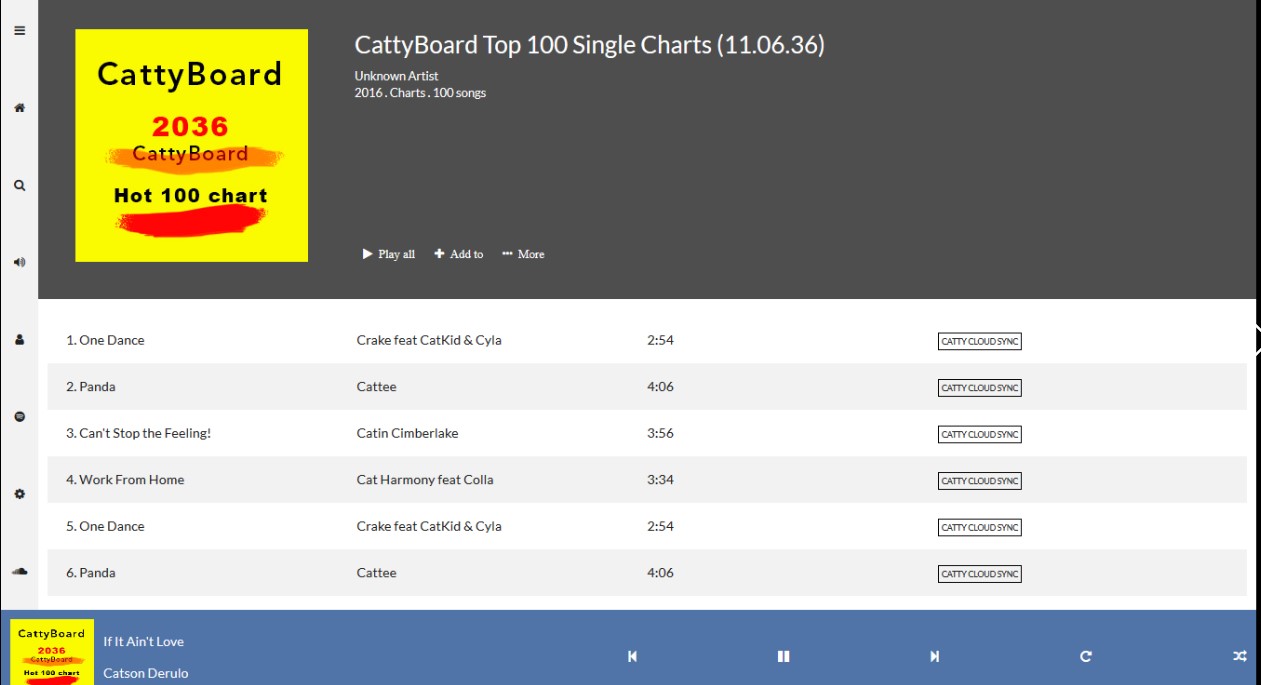 CattyBoard
2036
CattyBoard
Hot 100 chart
CattyBoard Top 100 Single Charts (11.06.36)
Unknown Artist
2016 . Charts . 100 songs
Play all Add to More
1. One Dance Crake feat CatKid & Cyla 2:54 CATTY CLOUD SYNC
2. Panda Cattee 4:06 CATTY CLOUD SYNC
3. Can't Stop the Feeling! Catin Cimberlake 3:56 CATTY CLOUD SYNC
4. Work From Home Cat Harmony feat Colla 3:34 CATTY CLOUD SYNC
5. One Dance Crake feat CatKid & Cyla 2:54 CATTY CLOUD SYNC
6. Panda Cattee 4:06 CATTY CLOUD SYNC
CattyBoard
2036
CattyBoard
Hot 100 chart
If It Ain't Love
Catson Derulo